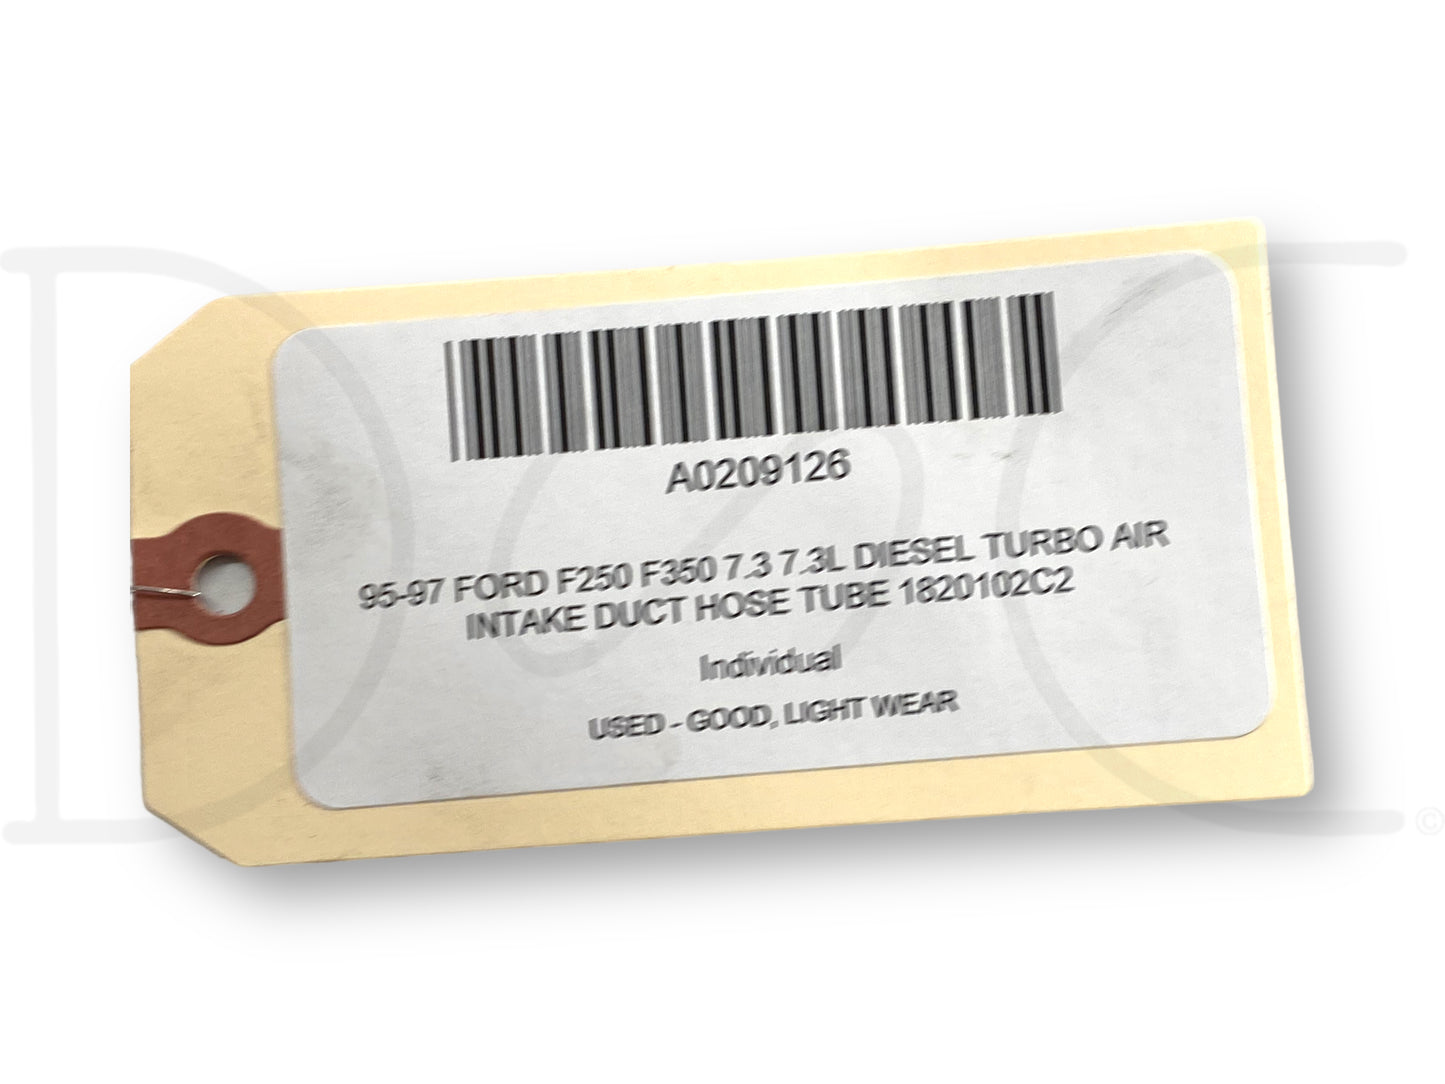 A0209126
95-97 FORD F250 F350 7.3 7.3L DIESEL TURBO AIR
INTAKE DUCT HOSE TUBE 1820102C2
Individual
USED - GOOD, LIGHT WEAR
D&C
©